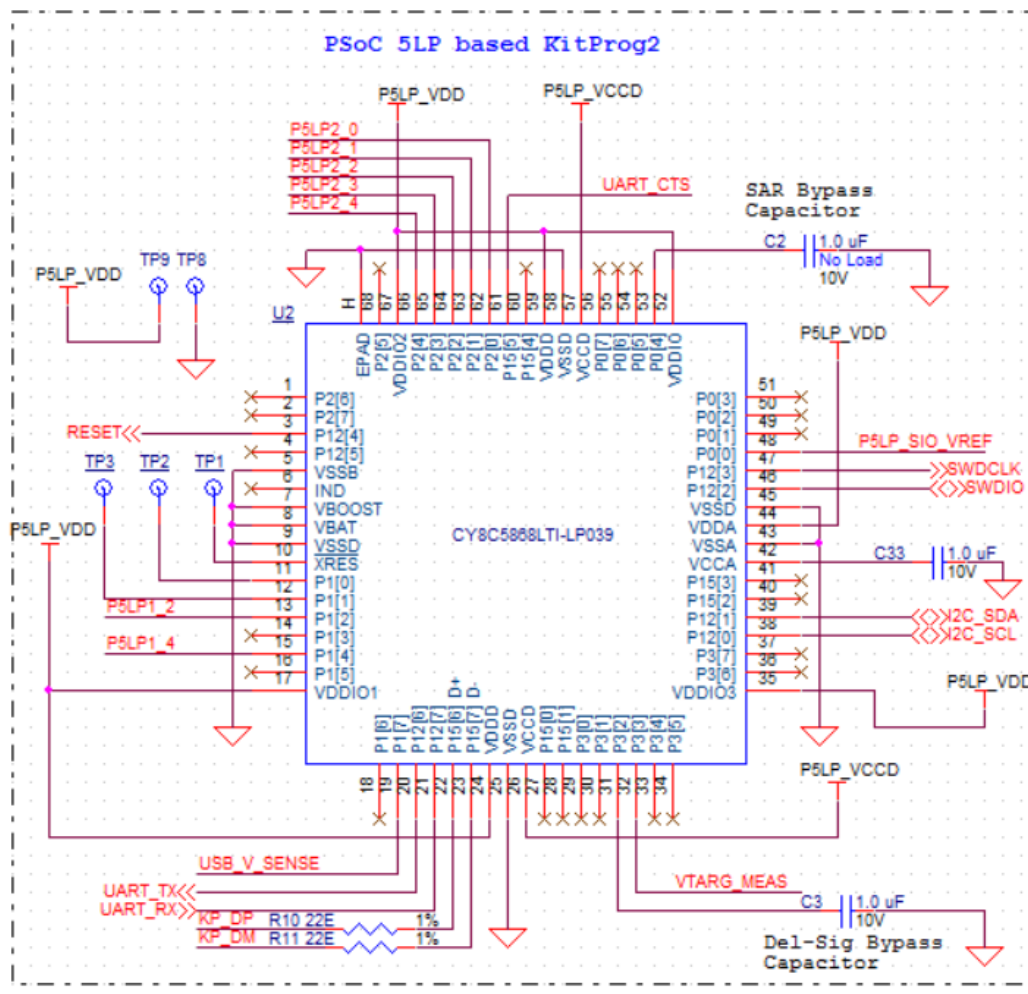 PSoC 5LP based KitProg2
P5LP_VDD
P5LP_VCCD
P5LP2_0
P5LP2_1
P5LP2_2
P5LP2_3
P5LP2_4
UART_CTS
SAR Bypass
Capacitor
C2
1.0 uF
No Load
10V
TP9 TP8
P5LP_VDD
U2
H
68 67 66 65 64 63 62 61 60 59 58 57 56 55 54 53 52
EPAD
P2[5]
VDDIO2
P2[4]
P2[3]
P2[2]
P2[1]
P2[0]
P15[5]
P15[4]
VDDD
VSSD
VCCD
P0[7]
P0[6]
P0[5]
P0[4]
VDDIO
P5LP_VDD
1 P2[6]
2 P2[7]
3 P12[4]
4 P12[5]
5 VSSB
6 IND
7 VBOOST
8 VBAT
9 VSSD
10 XRES
11 P1[0]
12 P1[1]
13 P1[2]
14 P1[3]
15 P1[4]
16 P1[5]
17 VDDIO1
RESET
TP3 TP2 TP1
P5LP_VDD
P5LP1_2
P5LP1_4
CY8C5868LTI-LP039
P0[3] 51
P0[2] 50
P0[1] 49
P0[0] 48
P12[3] 47
P12[2] 46
VSSD 45
VDDA 44
VSSA 43
VCCA 42
P15[3] 41
P15[2] 40
P12[1] 39
P12[0] 38
P3[7] 37
P3[6] 36
VDDIO3 35
P5LP_SIO_VREF
SWDCLK
SWDIO
C33
1.0 uF
10V
I2C_SDA
I2C_SCL
P5LP_VDD
P1[6]
P1[7]
P12[6]
P12[7]
P15[6] D+
P15[7] D-
VDDD
VSSD
VCCD
P15[0]
P15[1]
P3[0]
P3[1]
P3[2]
P3[3]
P3[4]
P3[5]
18 19 20 21 22 23 24 25 26 27 28 29 30 31 32 33 34
P5LP_VCCD
USB_V_SENSE
UART_TX
UART_RX
KP_DP R10 22E 1%
KP_DM R11 22E 1%
VTARG_MEAS
C3
1.0 uF
10V
Del-Sig Bypass
Capacitor